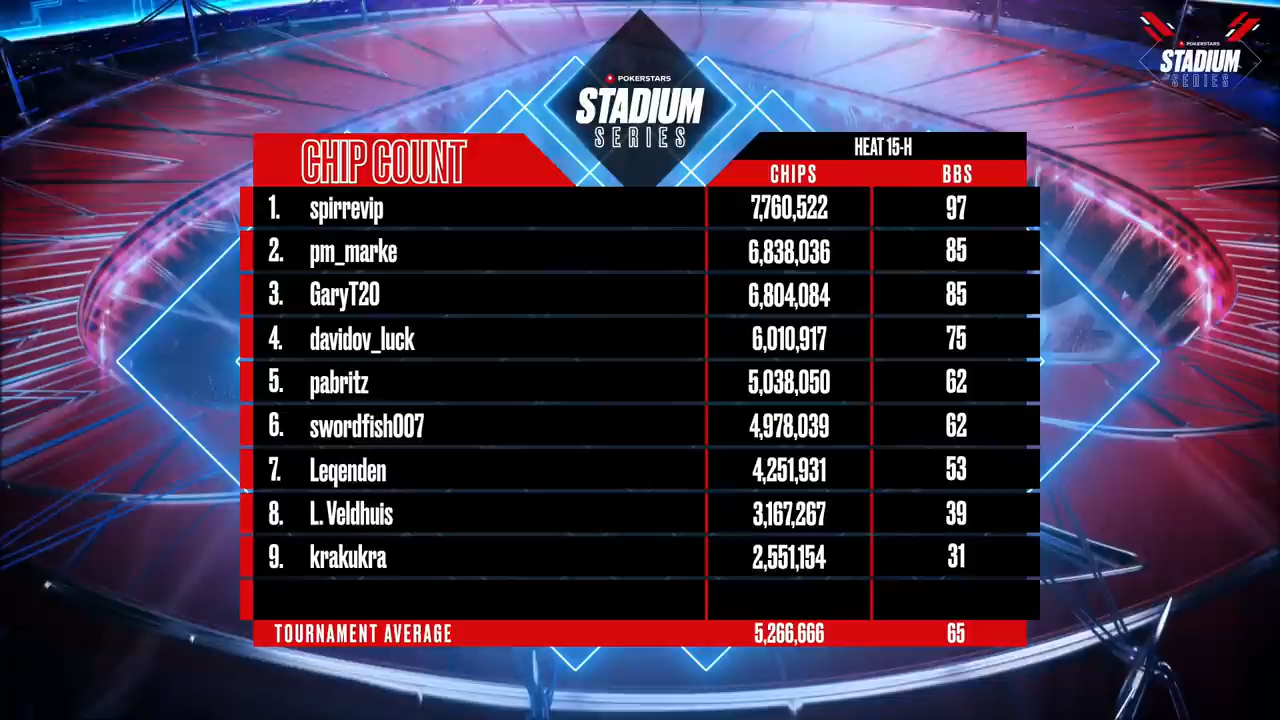 POKERSTARS
STADIUM
SERIES
POKERSTARS
STADIUM
SERIES
CHIP COUNT
HEAT 15-H
CHIPS BBS
1. spirrevip 7,760,522 97
2. pm_marke 6,838,036 85
3. GaryT20 6,804,084 85
4. davidov_luck 6,010,917 75
5. pabritz 5,038,050 62
6. swordfish007 4,978,039 62
7. Leqenden 4,251,931 53
8. L. Veldhuis 3,167,267 39
9. krakukra 2,551,154 31
TOURNAMENT AVERAGE 5,266,666 65